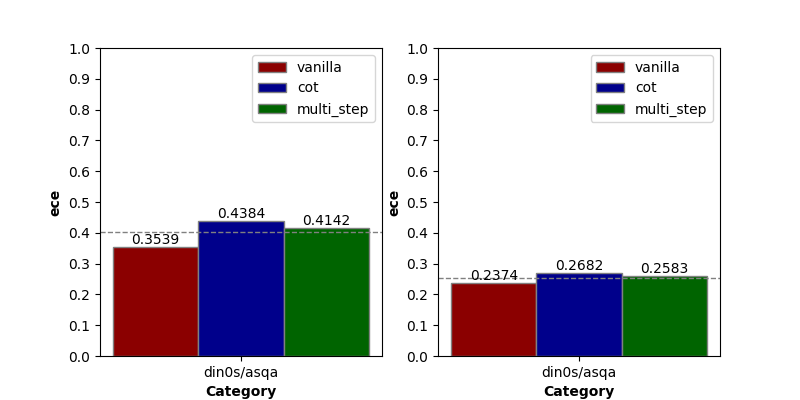 1.0
0.9
0.8
0.7
0.6
0.5
0.4
0.3
0.2
0.1
0.0
ece
vanilla
cot
multi_step
0.3539
0.4384
0.4142
din0s/asqa
Category
1.0
0.9
0.8
0.7
0.6
0.5
0.4
0.3
0.2
0.1
0.0
ece
vanilla
cot
multi_step
0.2374
0.2682
0.2583
din0s/asqa
Category